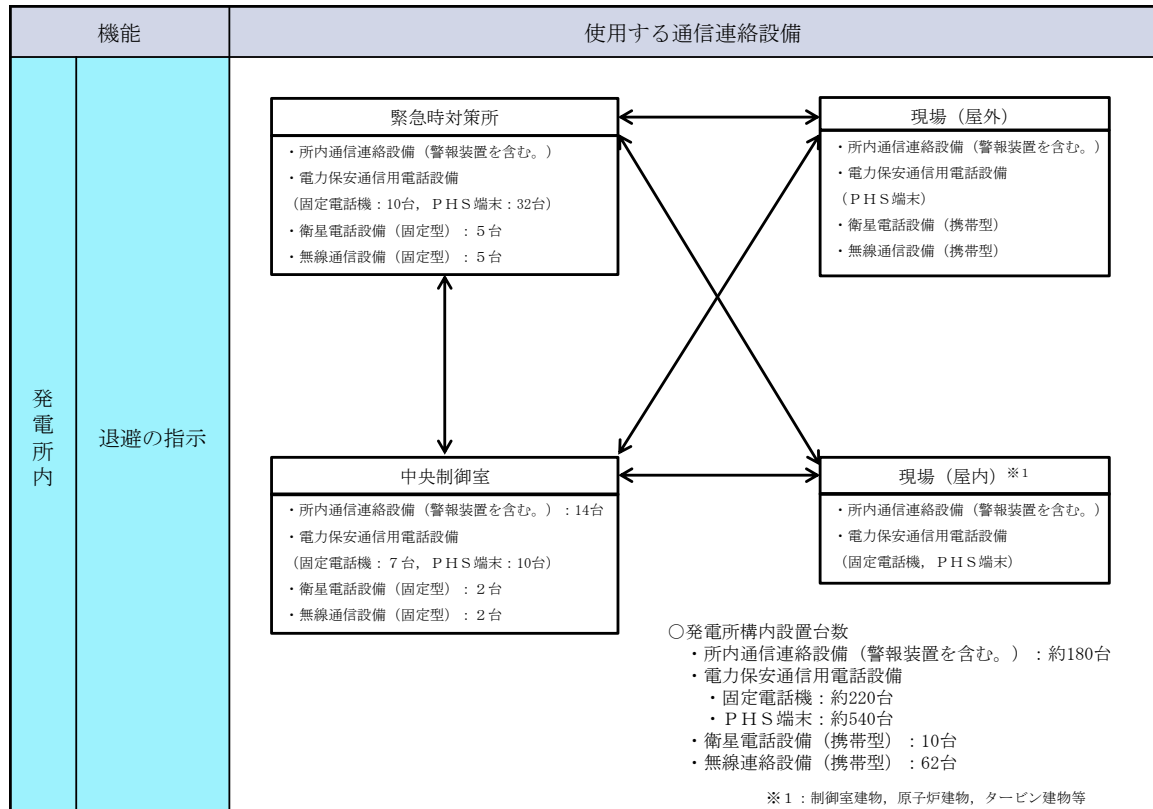 機能
使用する通信連絡設備
発電所内
退避の指示
緊急時対策所
・所内通信連絡設備（警報装置を含む。）
・電力保安通信用電話設備
（固定電話機：10台，ＰＨＳ端末：32台）
・衛星電話設備（固定型）：５台
・無線通信設備（固定型）：５台
現場（屋外）
・所内通信連絡設備（警報装置を含む。）
・電力保安通信用電話設備
（ＰＨＳ端末）
・衛星電話設備（携帯型）
・無線通信設備（携帯型）
中央制御室
・所内通信連絡設備（警報装置を含む。）：14台
・電力保安通信用電話設備
（固定電話機：７台，ＰＨＳ端末：10台）
・衛星電話設備（固定型）：２台
・無線通信設備（固定型）：２台
現場（屋内）※１
・所内通信連絡設備（警報装置を含む。）
・電力保安通信用電話設備
（固定電話機，ＰＨＳ端末）
○発電所構内設置台数
・所内通信連絡設備（警報装置を含む。）：約180台
・電力保安通信用電話設備
・固定電話機：約220台
・ＰＨＳ端末：約540台
・衛星電話設備（携帯型）：10台
・無線連絡設備（携帯型）：62台
※１：制御室建物，原子炉建物，タービン建物等